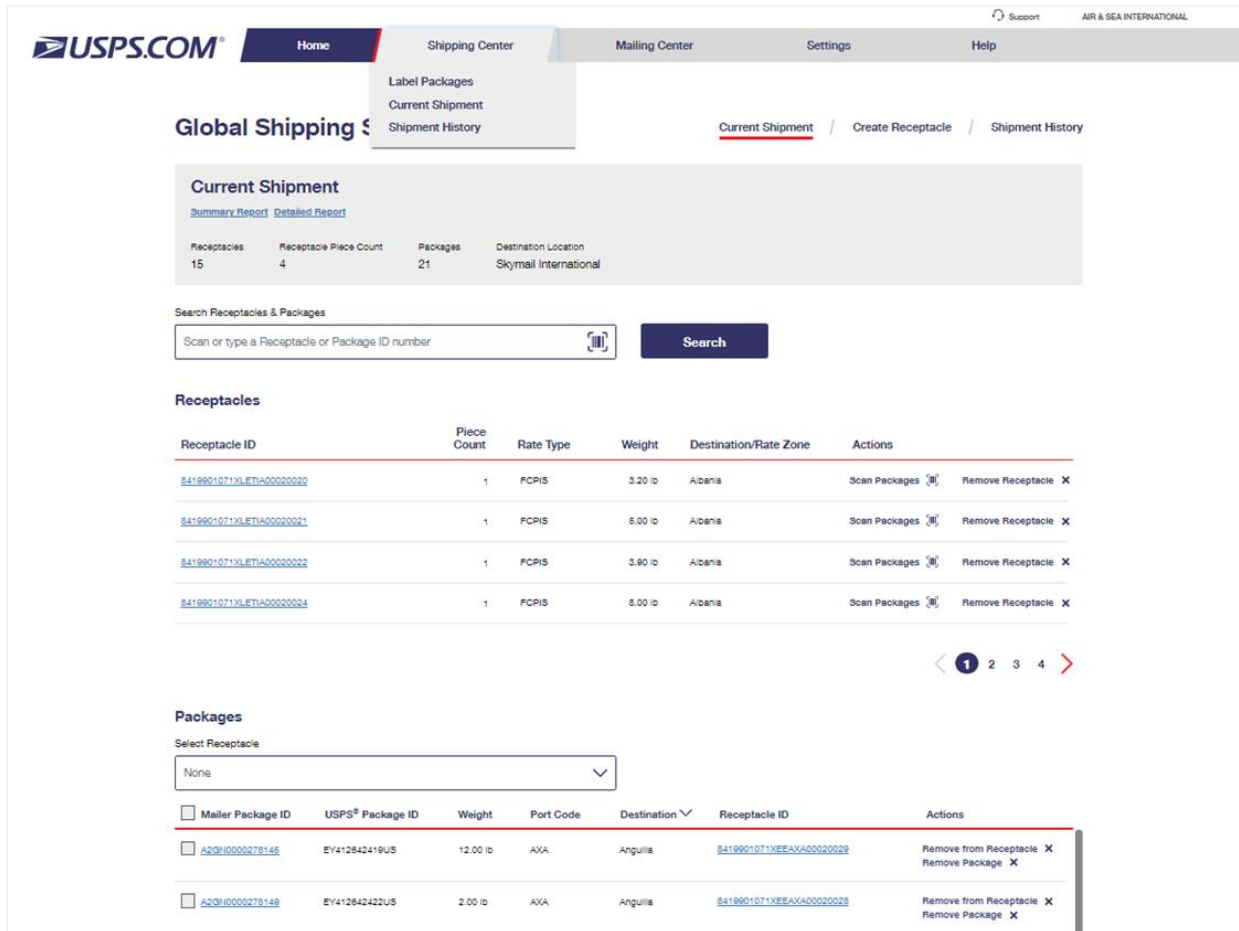 Support AIR & SEA INTERNATIONAL
USPS.COM® Home Shipping Center Mailing Center Settings Help
Label Packages
Current Shipment
Shipment History
Global Shipping S
Current Shipment / Create Receptacle / Shipment History
Current Shipment
Summary Report Detailed Report
Receptacles Receptacle Piece Count Packages Destination Location
15 4 21 Skymail International
Search Receptacles & Packages
Scan or type a Receptacle or Package ID number Search
Receptacles
Receptacle ID Piece Count Rate Type Weight Destination/Rate Zone Actions
8419901071XLETIA00020020 1 FCPIS 3.20 lb Albania Scan Packages Remove Receptacle X
8419901071XLETIA00020021 1 FCPIS Albania Scan Packages Remove Receptacle X
8419901071XLETIA00020022 1 FCPIS 3.90 lb Albania Scan Packages Remove Receptacle X
8419901071XLETIA00020024 1 FCPIS Albania Scan Packages Remove Receptacle X
1 2 3 4
Packages
Select Receptacle
None
Mailer Package ID USPS® Package ID Weight Port Code Destination Receptacle ID Actions
EY412642419US 12.00 lb AXA Anguilla 8419901071XEEAXA00020029 Remove from Receptacle X
Remove Package X
A2GN0000278149 EY412642422US 2.00 lb AXA Anguilla 8419901071XEEAXA00020028 Remove from Receptacle X
Remove Package X